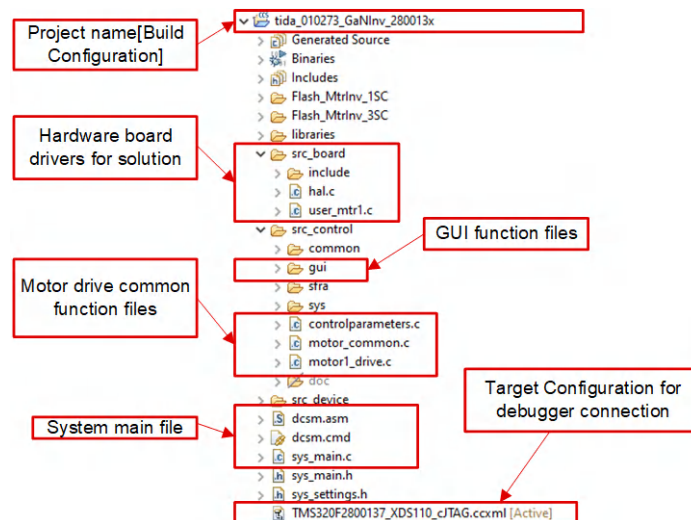 Project name[Build
Configuration]
tida_010273_GaNInv_280013x
Generated Source
Binaries
Includes
Flash_MtrInv_1SC
Flash_MtrInv_3SC
libraries
Hardware board
drivers for solution
src_board
include
hal.c
user_mtr1.c
src_control
common
GUI function files
gui
sfra
sys
Motor drive common
function files
controlparameters.c
motor_common.c
motor1_drive.c
doc
src_device
Target Configuration for
debugger connection
System main file
dcsm.asm
dcsm.cmd
sys_main.c
sys_main.h
sys_settings.h
TMS320F2800137_XDS110_cJTAG.ccxml [Active]